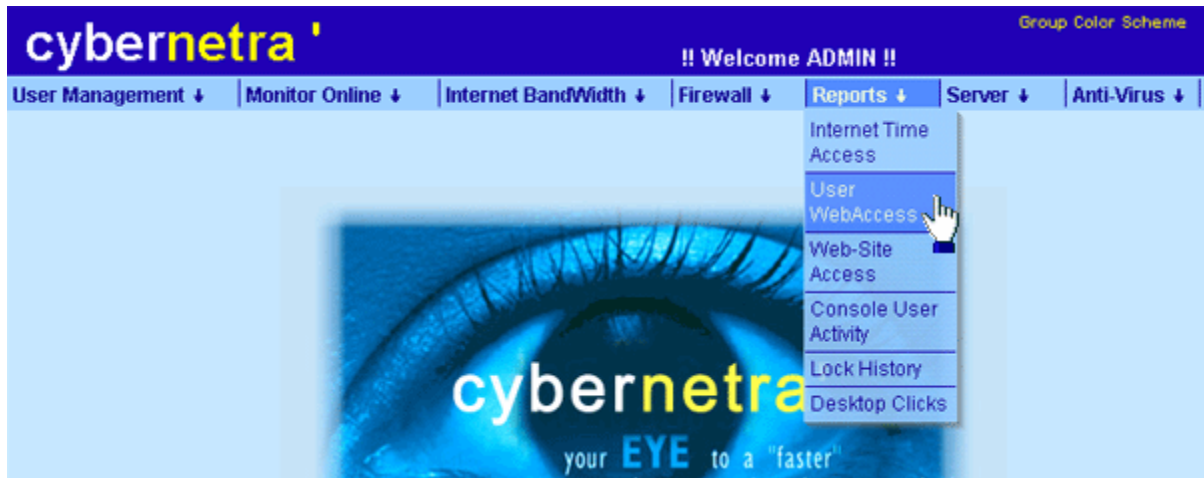 Group Color Scheme
cybernetra '
!! Welcome ADMIN !!
User Management ↓ Monitor Online ↓ Internet BandWidth ↓ Firewall ↓ Reports ↓ Server ↓ Anti-Virus ↓
Internet Time
Access
User
WebAccess
Web-Site
Access
Console User
Activity
Lock History
Desktop Clicks
cybernetra
your EYE to a "faster"